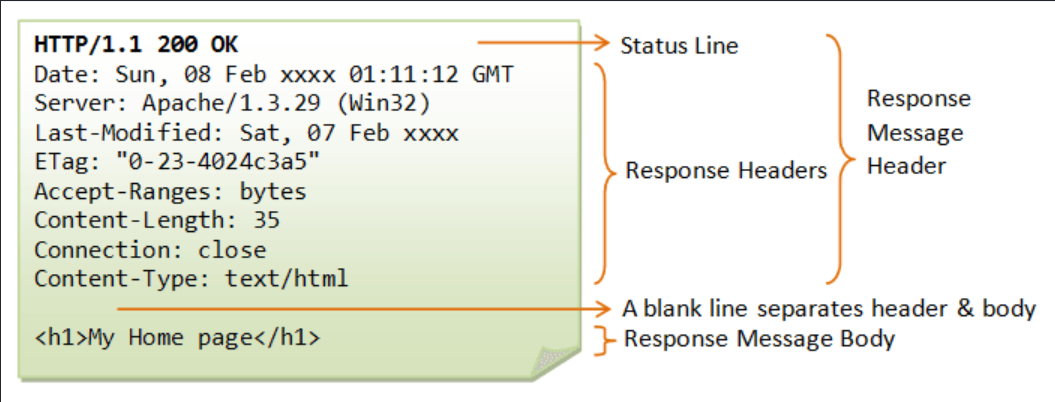 HTTP/1.1 200 OK
Date: Sun, 08 Feb xxxx 01:11:12 GMT
Server: Apache/1.3.29 (Win32)
Last-Modified: Sat, 07 Feb xxxx
ETag: "0-23-4024c3a5"
Accept-Ranges: bytes
Content-Length: 35
Connection: close
Content-Type: text/html
<h1>My Home page</h1>
Status Line
Response Headers
Response
Message
Header
A blank line separates header & body
Response Message Body